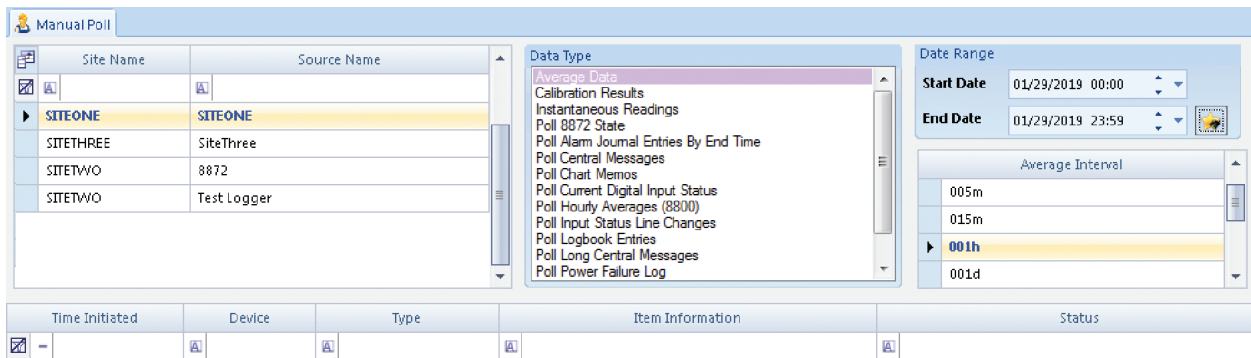 Manual Poll
Site Name Source Name
SITEONE SITEONE
SITETHREE SiteThree
SITETWO 8872
SITETWO Test Logger
Data Type
Average Data
Calibration Results
Instantaneous Readings
Poll 8872 State
Poll Alarm Journal Entries By End Time
Poll Central Messages
Poll Chart Memos
Poll Current Digital Input Status
Poll Hourly Averages (8800)
Poll Input Status Line Changes
Poll Logbook Entries
Poll Long Central Messages
Poll Power Failure Log
Date Range
Start Date 01/29/2019 00:00
End Date 01/29/2019 23:59
Average Interval
005m
015m
001h
001d
Time Initiated Device Type Item Information Status